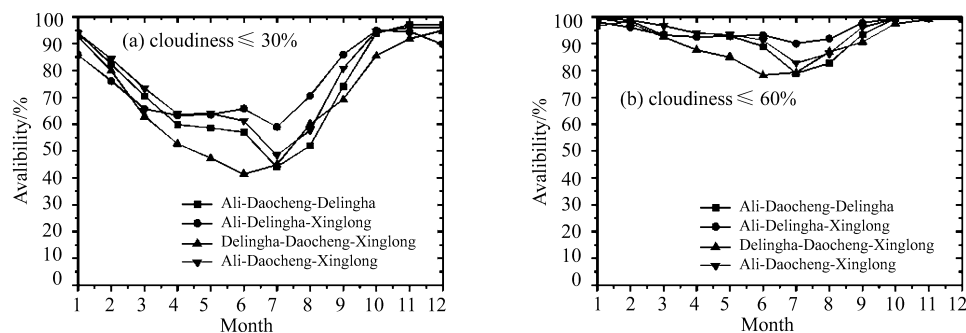 (a) cloudiness ≤ 30%
Avalibility/%
100
90
80
70
60
50
40
30
20
10
0
Ali-Daocheng-Delingha
Ali-Delingha-Xinglong
Delingha-Daocheng-Xinglong
Ali-Daocheng-Xinglong
1 2 3 4 5 6 7 8 9 10 11 12
Month
(b) cloudiness ≤ 60%
Avalibility/%
100
90
80
70
60
50
40
30
20
10
0
Ali-Daocheng-Delingha
Ali-Delingha-Xinglong
Delingha-Daocheng-Xinglong
Ali-Daocheng-Xinglong
1 2 3 4 5 6 7 8 9 10 11 12
Month